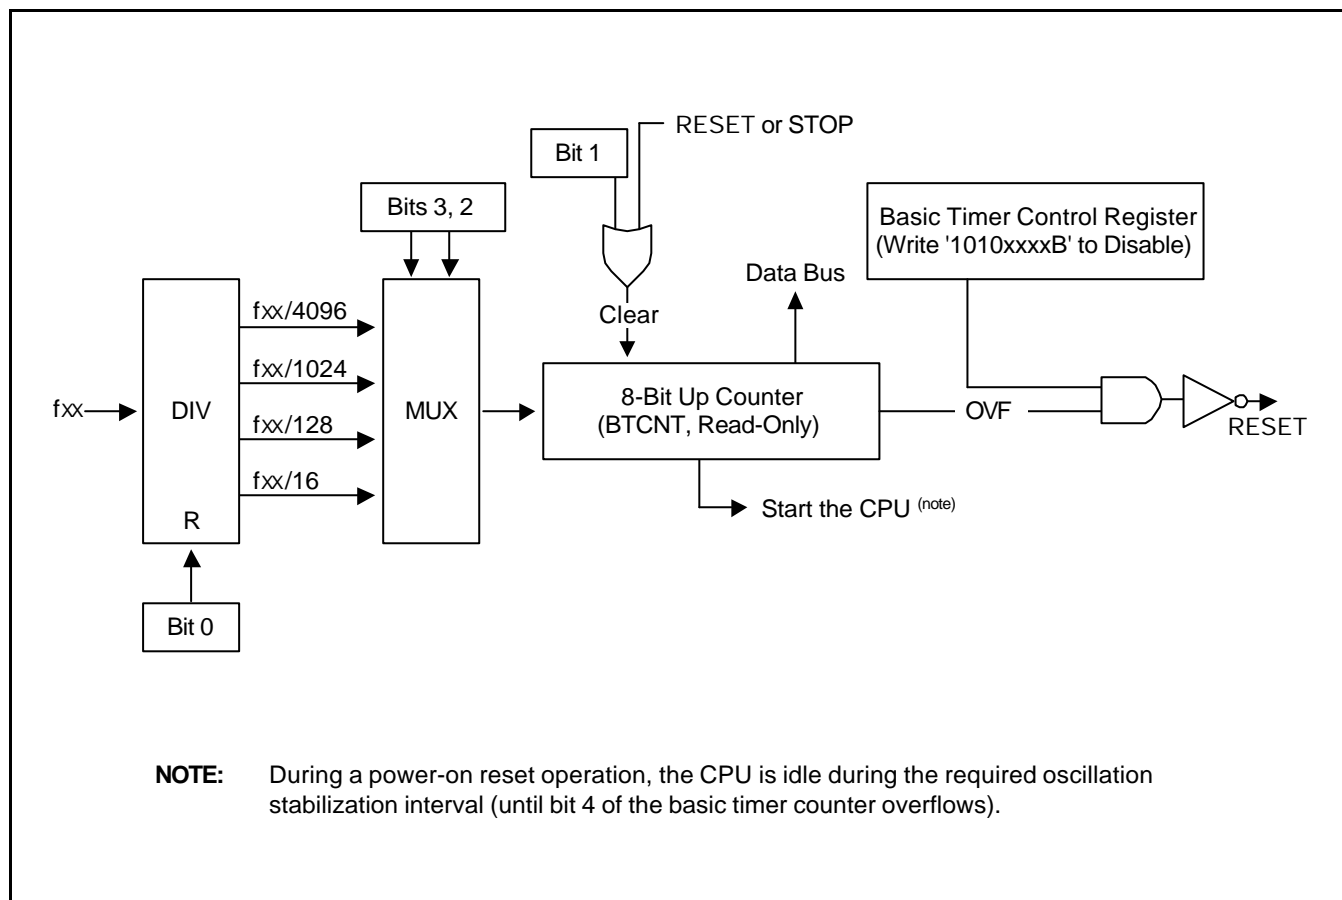 RESET or STOP
Bit 1
Bits 3, 2
Basic Timer Control Register
(Write '1010xxxxB' to Disable)
Data Bus
fxx/4096
Clear
fxx/1024
fxx
DIV
MUX
8-Bit Up Counter
(BTCNT, Read-Only)
OVF
RESET
fxx/128
fxx/16
R
Start the CPU (note)
Bit 0
NOTE: During a power-on reset operation, the CPU is idle during the required oscillation
stabilization interval (until bit 4 of the basic timer counter overflows).